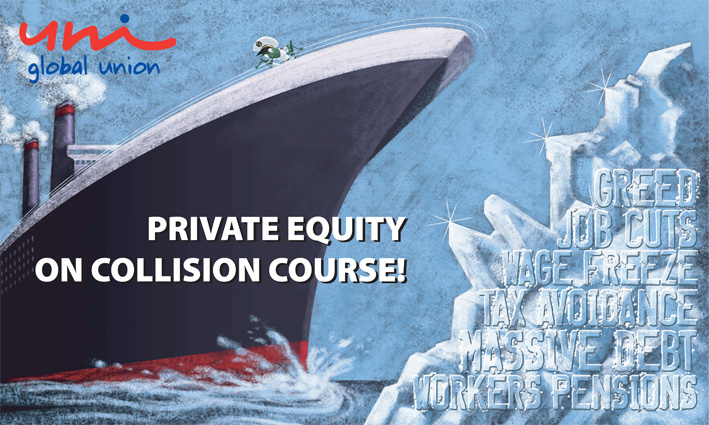 uni
global union
PRIVATE EQUITY
ON COLLISION COURSE!
GREED
JOB CUTS
WAGE FREEZE
TAX AVOIDANCE
MASSIVE DEBT
WORKERS PENSIONS